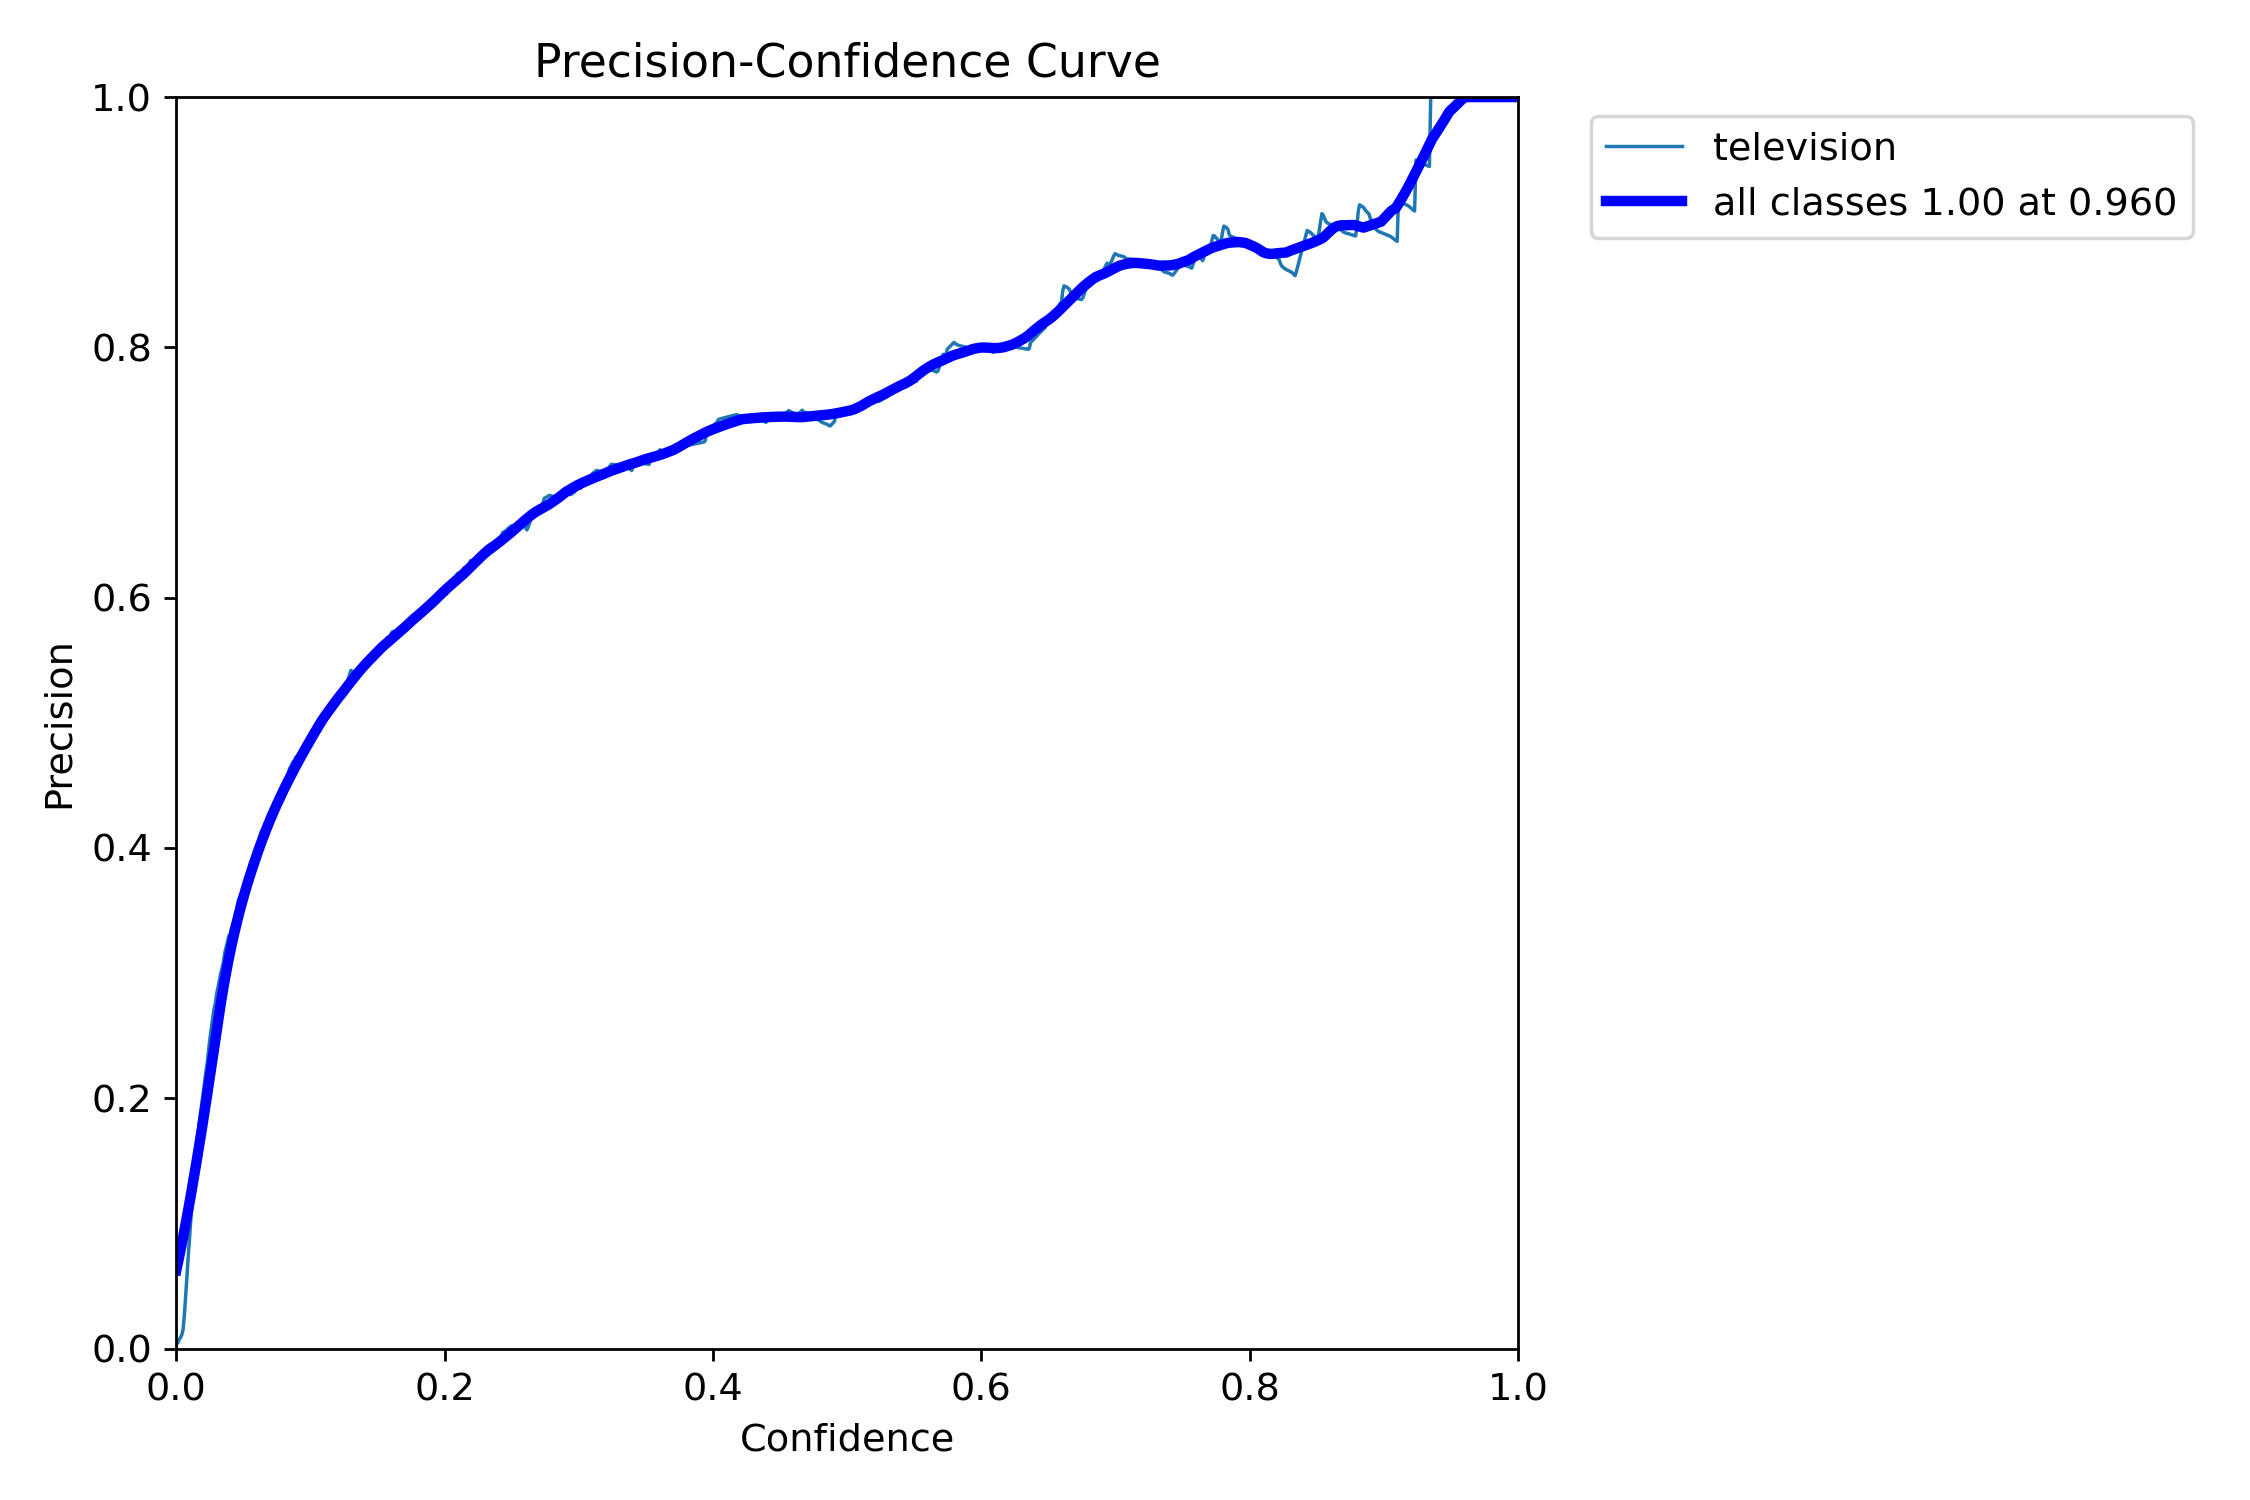 Precision-Confidence Curve
1.0
0.8
0.6
0.4
0.2
0.0
Precision
0.0 0.2 0.4 0.6 0.8 1.0
Confidence
television
all classes 1.00 at 0.960